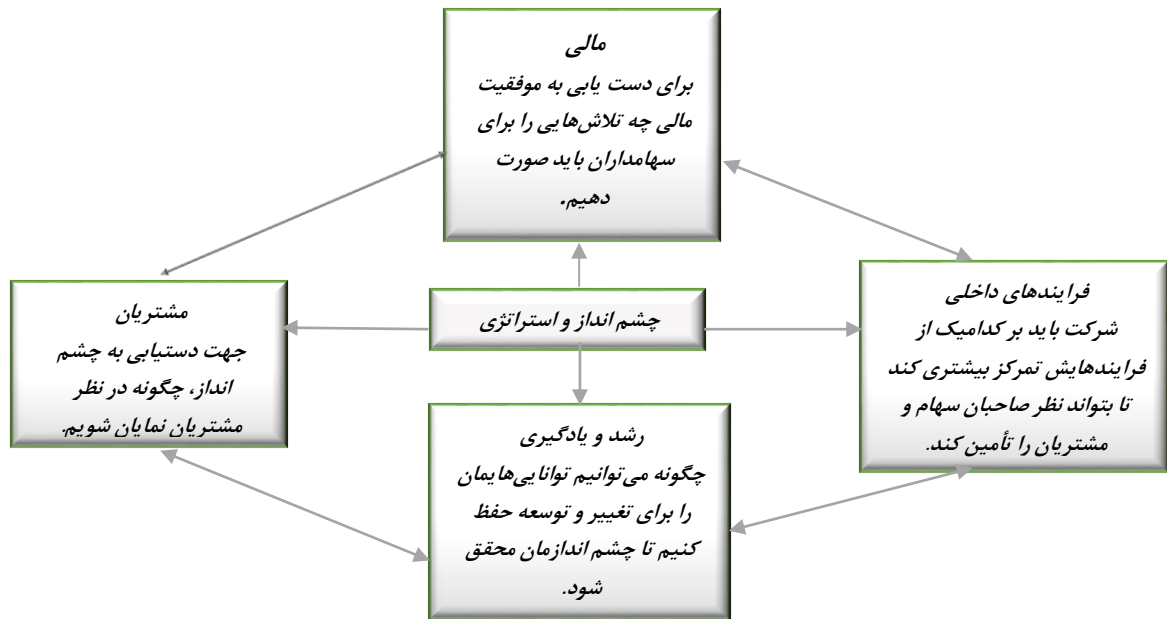 مالی
برای دست یابی به موفقیت
مالی چه تلاش‌هایی را برای
سهامداران باید صورت
دهیم.
فرایندهای داخلی
شرکت باید بر کدامیک از
فرایندهایش تمرکز بیشتری کند
تا بتواند نظر صاحبان سهام و
مشتریان را تأمین کند.
چشم انداز و استراتژی
مشتریان
جهت دستیابی به چشم
انداز، چگونه در نظر
مشتریان نمایان شویم.
رشد و یادگیری
چگونه می‌توانیم توانایی‌هایمان
را برای تغییر و توسعه حفظ
کنیم تا چشم اندازمان محقق
شود.